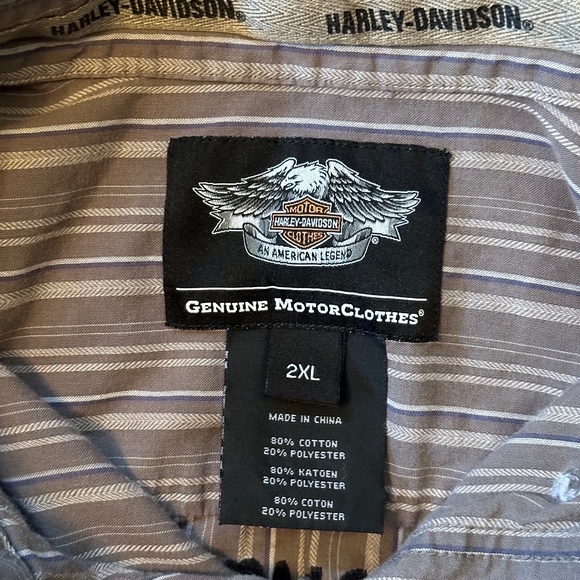 HARLEY-DAVIDSON® HARLEY-DAVIDSON®
MOTOR
HARLEY-DAVIDSON
CLOTHES
AN AMERICAN LEGEND ®
GENUINE MOTORCLOTHES®
2XL
MADE IN CHINA
80% COTTON
20% POLYESTER
80% KATOEN
20% POLYESTER
80% COTON
20% POLYESTER